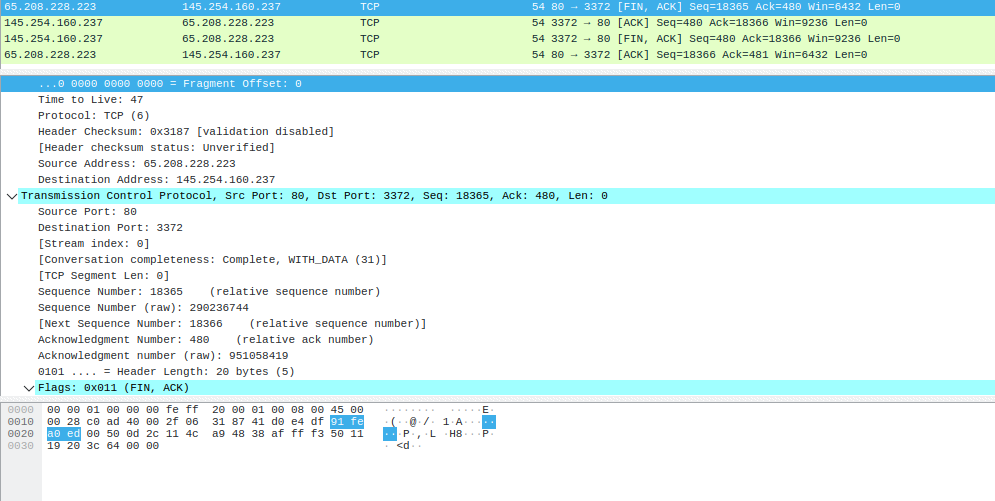 65.208.228.223 145.254.160.237 TCP 54 80 → 3372 [FIN, ACK] Seq=18365 Ack=480 Win=6432 Len=0
145.254.160.237 65.208.228.223 TCP 54 3372 → 80 [ACK] Seq=480 Ack=18366 Win=9236 Len=0
145.254.160.237 65.208.228.223 TCP 54 3372 → 80 [FIN, ACK] Seq=480 Ack=18366 Win=9236 Len=0
65.208.228.223 145.254.160.237 TCP 54 80 → 3372 [ACK] Seq=18366 Ack=481 Win=6432 Len=0
...0 0000 0000 0000 = Fragment Offset: 0
Time to Live: 47
Protocol: TCP (6)
Header Checksum: 0x3187 [validation disabled]
[Header checksum status: Unverified]
Source Address: 65.208.228.223
Destination Address: 145.254.160.237
Transmission Control Protocol, Src Port: 80, Dst Port: 3372, Seq: 18365, Ack: 480, Len: 0
Source Port: 80
Destination Port: 3372
[Stream index: 0]
[Conversation completeness: Complete, WITH_DATA (31)]
[TCP Segment Len: 0]
Sequence Number: 18365 (relative sequence number)
Sequence Number (raw): 290236744
[Next Sequence Number: 18366 (relative sequence number)]
Acknowledgment Number: 480 (relative ack number)
Acknowledgment number (raw): 951058419
0101 .... = Header Length: 20 bytes (5)
Flags: 0x011 (FIN, ACK)
0000 00 00 01 00 00 00 fe ff 20 00 01 00 08 00 45 00 ········ ·····E·
0010 00 28 c0 ad 40 00 2f 06 31 87 41 d0 e4 df 91 fe ·(··@·/· 1·A·····
0020 a0 ed 00 50 0d 2c 11 4c a9 48 38 af ff f3 50 11 ···P·,·L ·H8···P·
0030 19 20 3c 64 00 00 · <d··